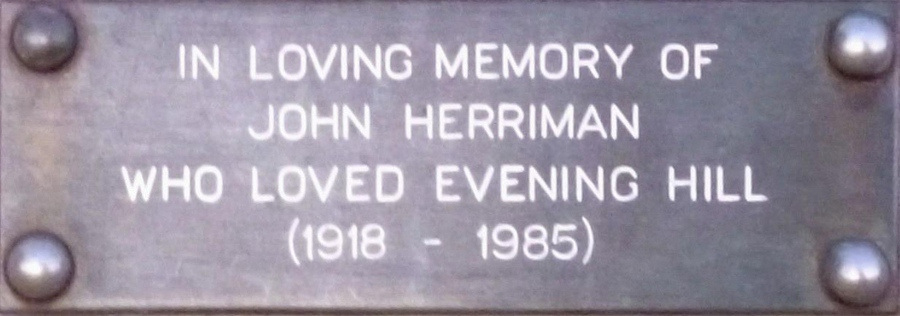 IN LOVING MEMORY OF
JOHN HERRIMAN
WHO LOVED EVENING HILL
(1918 - 1985)